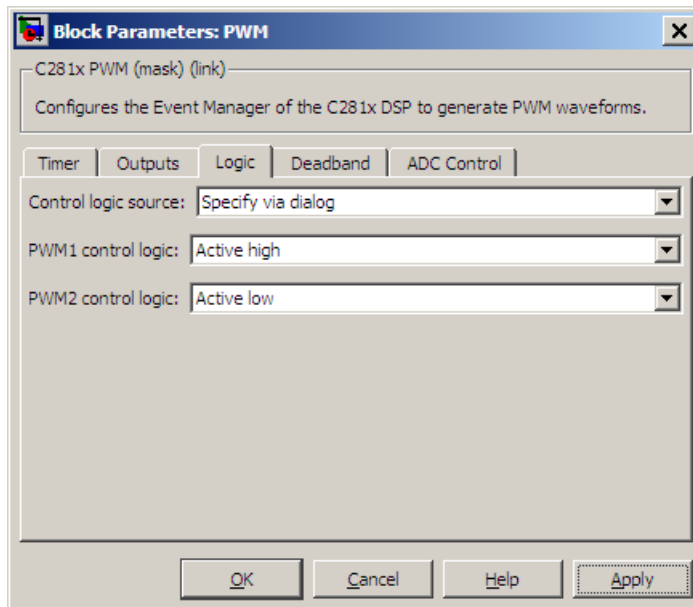 Block Parameters: PWM
C281x PWM (mask) (link)
Configures the Event Manager of the C281x DSP to generate PWM waveforms.
Timer Outputs Logic Deadband ADC Control
Control logic source: Specify via dialog
PWM1 control logic: Active high
PWM2 control logic: Active low
OK Cancel Help Apply